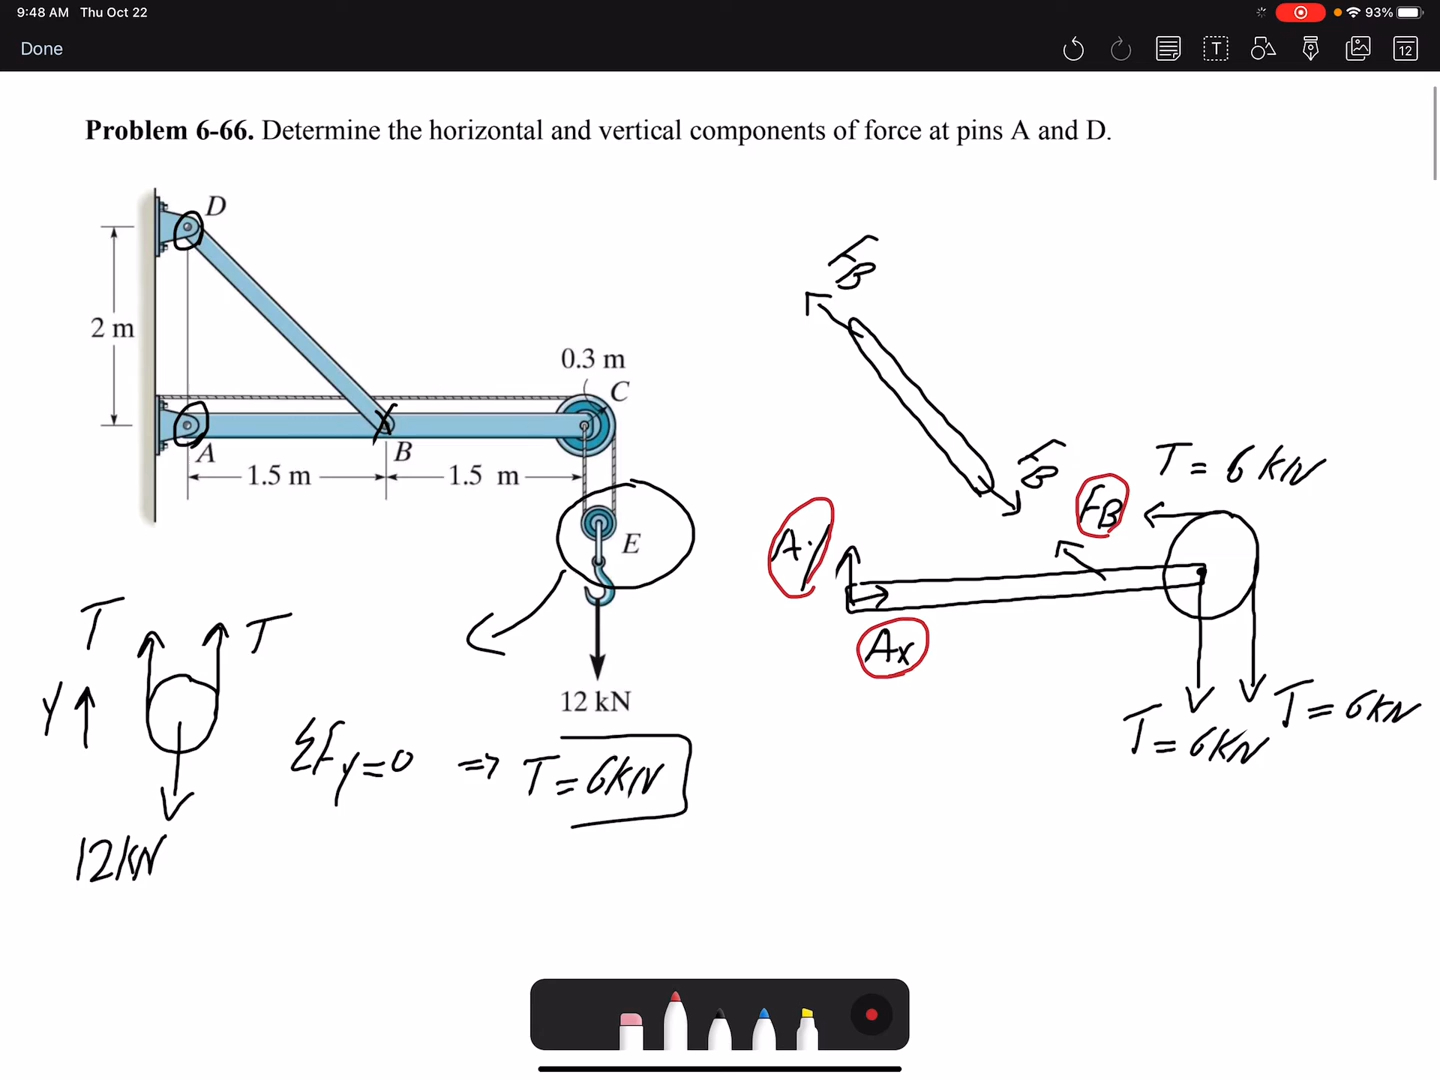 9:48 AM Thu Oct 22
93%
Done
T
12
Problem 6-66. Determine the horizontal and vertical components of force at pins A and D.
D
2 m
0.3 m
C
A
B
1.5 m
1.5 m
E
12 kN
T
T
Y
12kN
ΣFy=0 => T=6kN
FB
FB
FB
T= 6kN
Ay
Ax
T=6kN
T=6kN